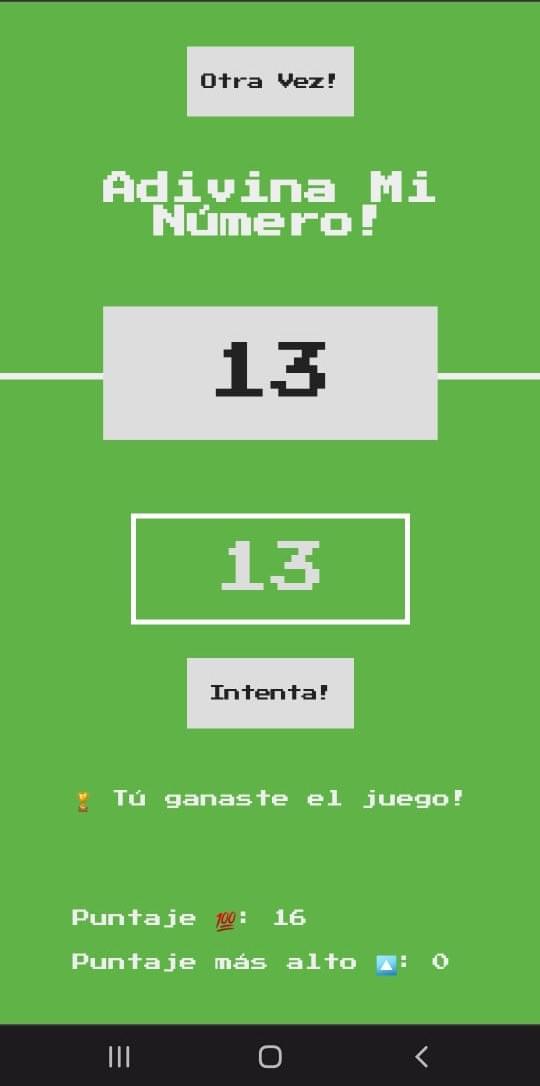 Otra Vez!
Adivina Mi
Número!
13
13
Intenta!
🏆 Tú ganaste el juego!
Puntaje 💯: 16
Puntaje más alto 🔼: 0